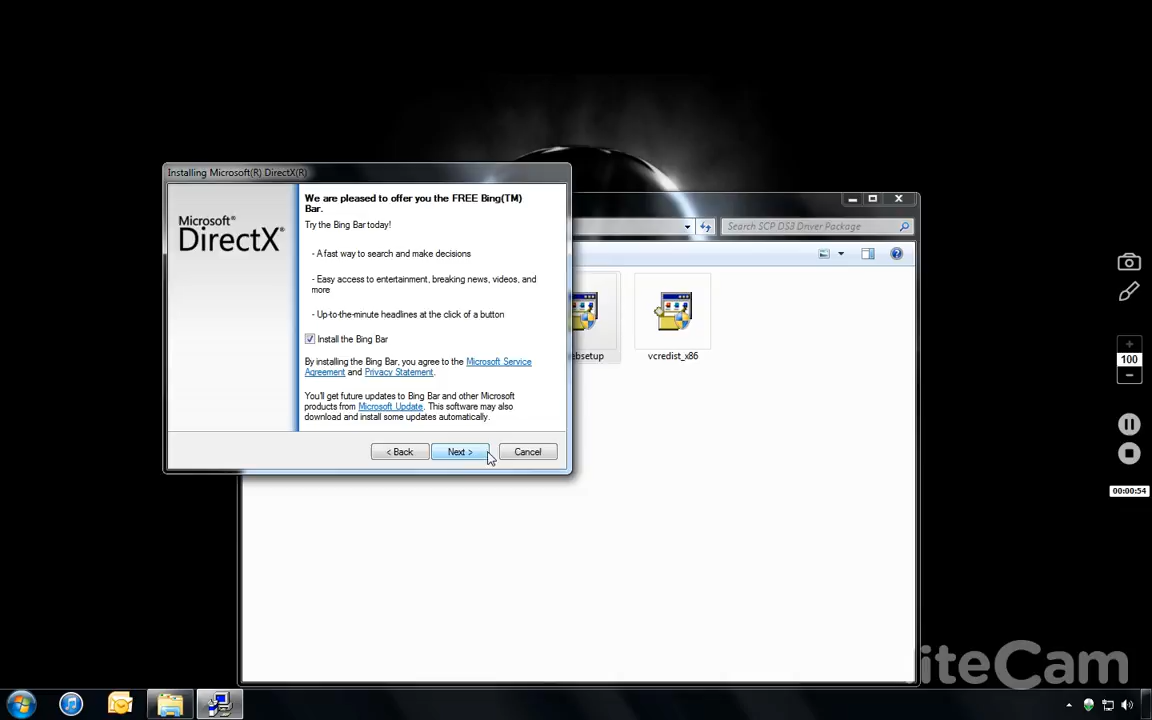 Installing Microsoft(R) DirectX(R)
We are pleased to offer you the FREE Bing(TM)
Bar.
Try the Bing Bar today!
Microsoft®
DirectX®
- A fast way to search and make decisions
- Easy access to entertainment, breaking news, videos, and
more
- Up-to-the-minute headlines at the click of a button
Install the Bing Bar
By installing the Bing Bar, you agree to the Microsoft Service
Agreement and Privacy Statement.
You'll get future updates to Bing Bar and other Microsoft
products from Microsoft Update. This software may also
download and install some updates automatically.
< Back
Next >
Cancel
Search SCP DS3 Driver Package
ebsetup
vcredist_x86
100
00:00:54
liteCam